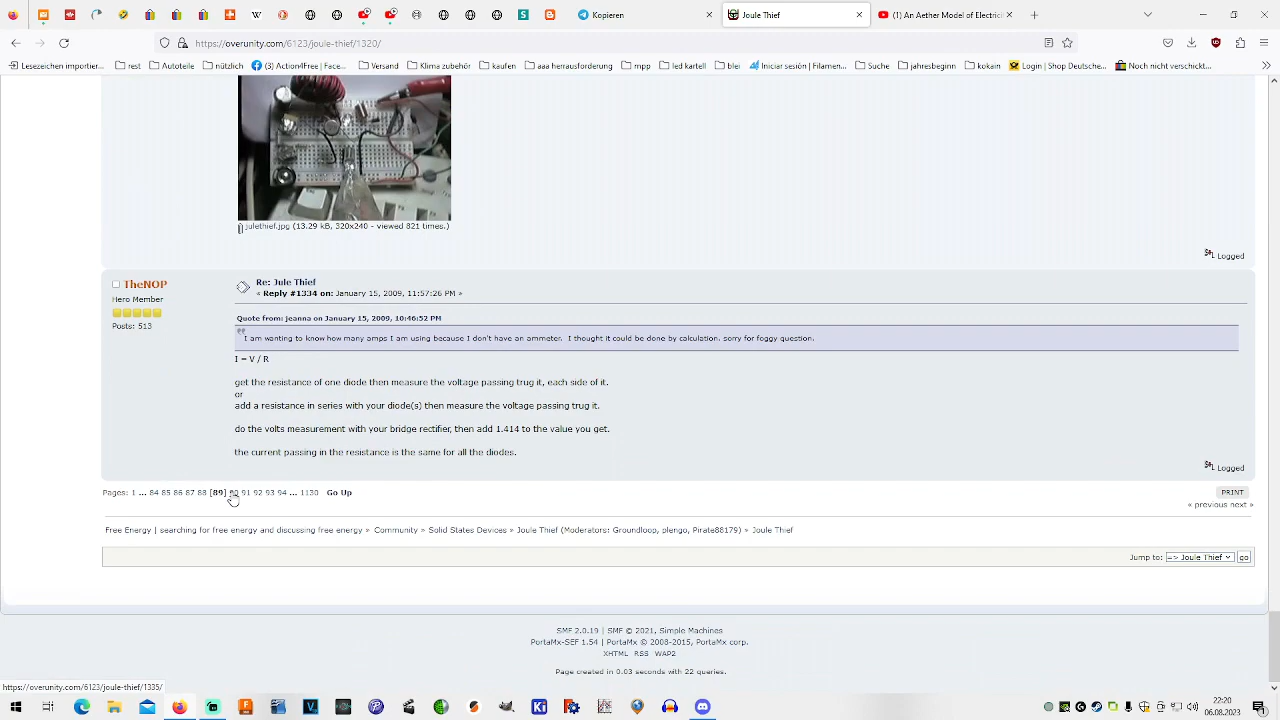 Kopieren
Joule Thief
(1) An Aether Model of Electrici
https://overunity.com/6123/joule-thief/1320/
Lesezeichen importier... rest Autoteile nützlich (3) Action4Free | Face... Versand Klima zubehör kaufen aaa herrausforderung mpp led kartell blei Iniciar sesión | Filamen... Suche jahresbeginn kokain Login | Shop Deutsche... Noch nicht verschickt...
julethief.jpg (13.29 kB, 320x240 - viewed 821 times.)
Logged
TheNOP
Hero Member
Posts: 513
Re: Jule Thief
« Reply #1334 on: January 15, 2009, 11:57:26 PM »
Quote from: jeanna on January 15, 2009, 10:46:52 PM
I am wanting to know how many amps I am using because I don't have an ammeter. I thought it could be done by calculation. sorry for foggy question.
I = V / R
get the resistance of one diode then measure the voltage passing trug it, each side of it.
or
add a resistance in series with your diode(s) then measure the voltage passing trug it.
do the volts measurement with your bridge rectifier, then add 1.414 to the value you get.
the current passing in the resistance is the same for all the diodes.
Logged
Pages: 1 ... 84 85 86 87 88 [89] 90 91 92 93 94 ... 1130 Go Up
PRINT
« previous next »
Free Energy | searching for free energy and discussing free energy » Community » Solid States Devices » Joule Thief (Moderators: Groundloop, plengo, Pirate88179) » Joule Thief
Jump to: => Joule Thief go
SMF 2.0.19 | SMF © 2021, Simple Machines
PortaMx-SEF 1.54 | PortaMx © 2008-2015, PortaMx corp.
XHTML RSS WAP2
Page created in 0.03 seconds with 22 queries.
https://overunity.com/6123/joule-thief/1335/
22:20
06.08.2023